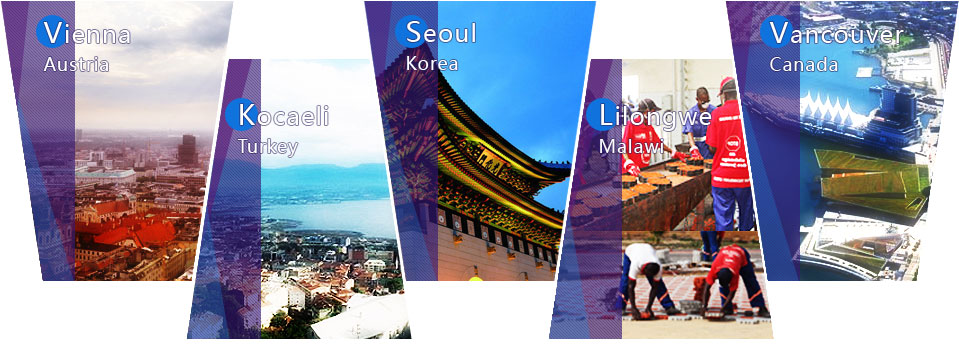 Vienna
Austria
Kocaeli
Turkey
Seoul
Korea
Lilongwe
Malawi
Vancouver
Canada